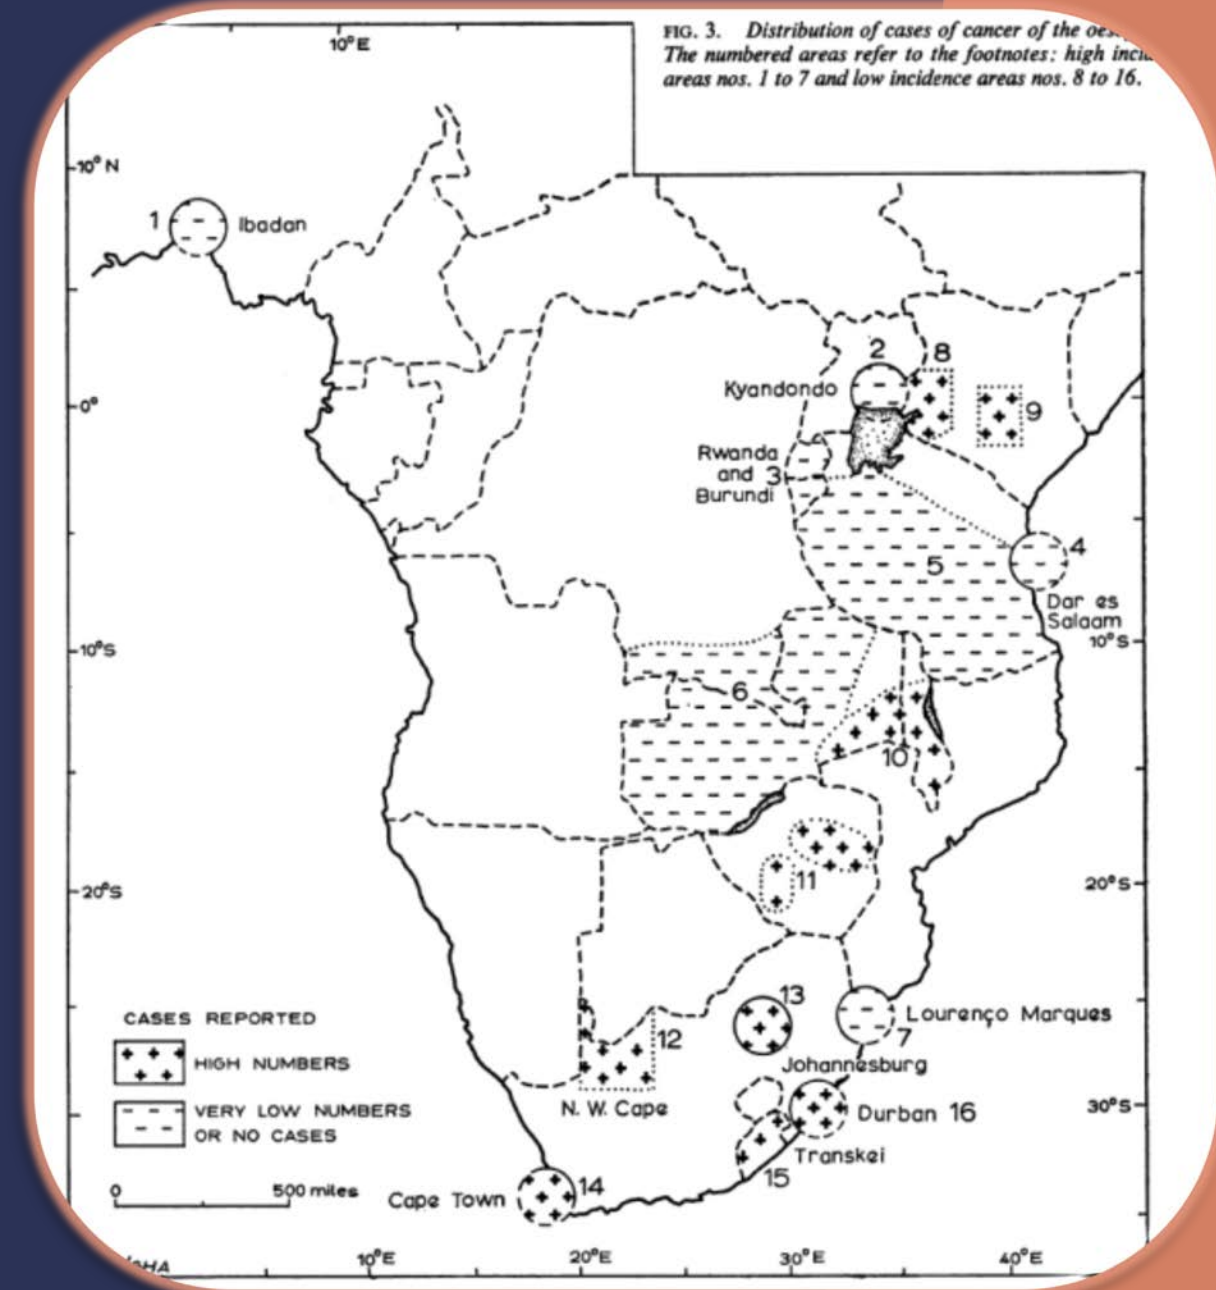 FIG. 3. Distribution of cases of cancer of the
The numbered areas refer to the footnotes: high
areas nos. 1 to 7 and low incidence areas nos. 8 to 16.
10°E
10°N
1 Ibadan
2 8
Kyandondo
0°
9
Rwanda
and 3
Burundi
4
5
Dar es
Salaam
10°S 10°S
6
10
11
20°S 20°S
13
CASES REPORTED
Lourenço Marques
7
12
HIGH NUMBERS
Johannesburg
VERY LOW NUMBERS
OR NO CASES
N. W. Cape
Durban 16
30°S
Transkei
15
0 500 miles
Cape Town 14
10°E 20°E 30°E 40°E